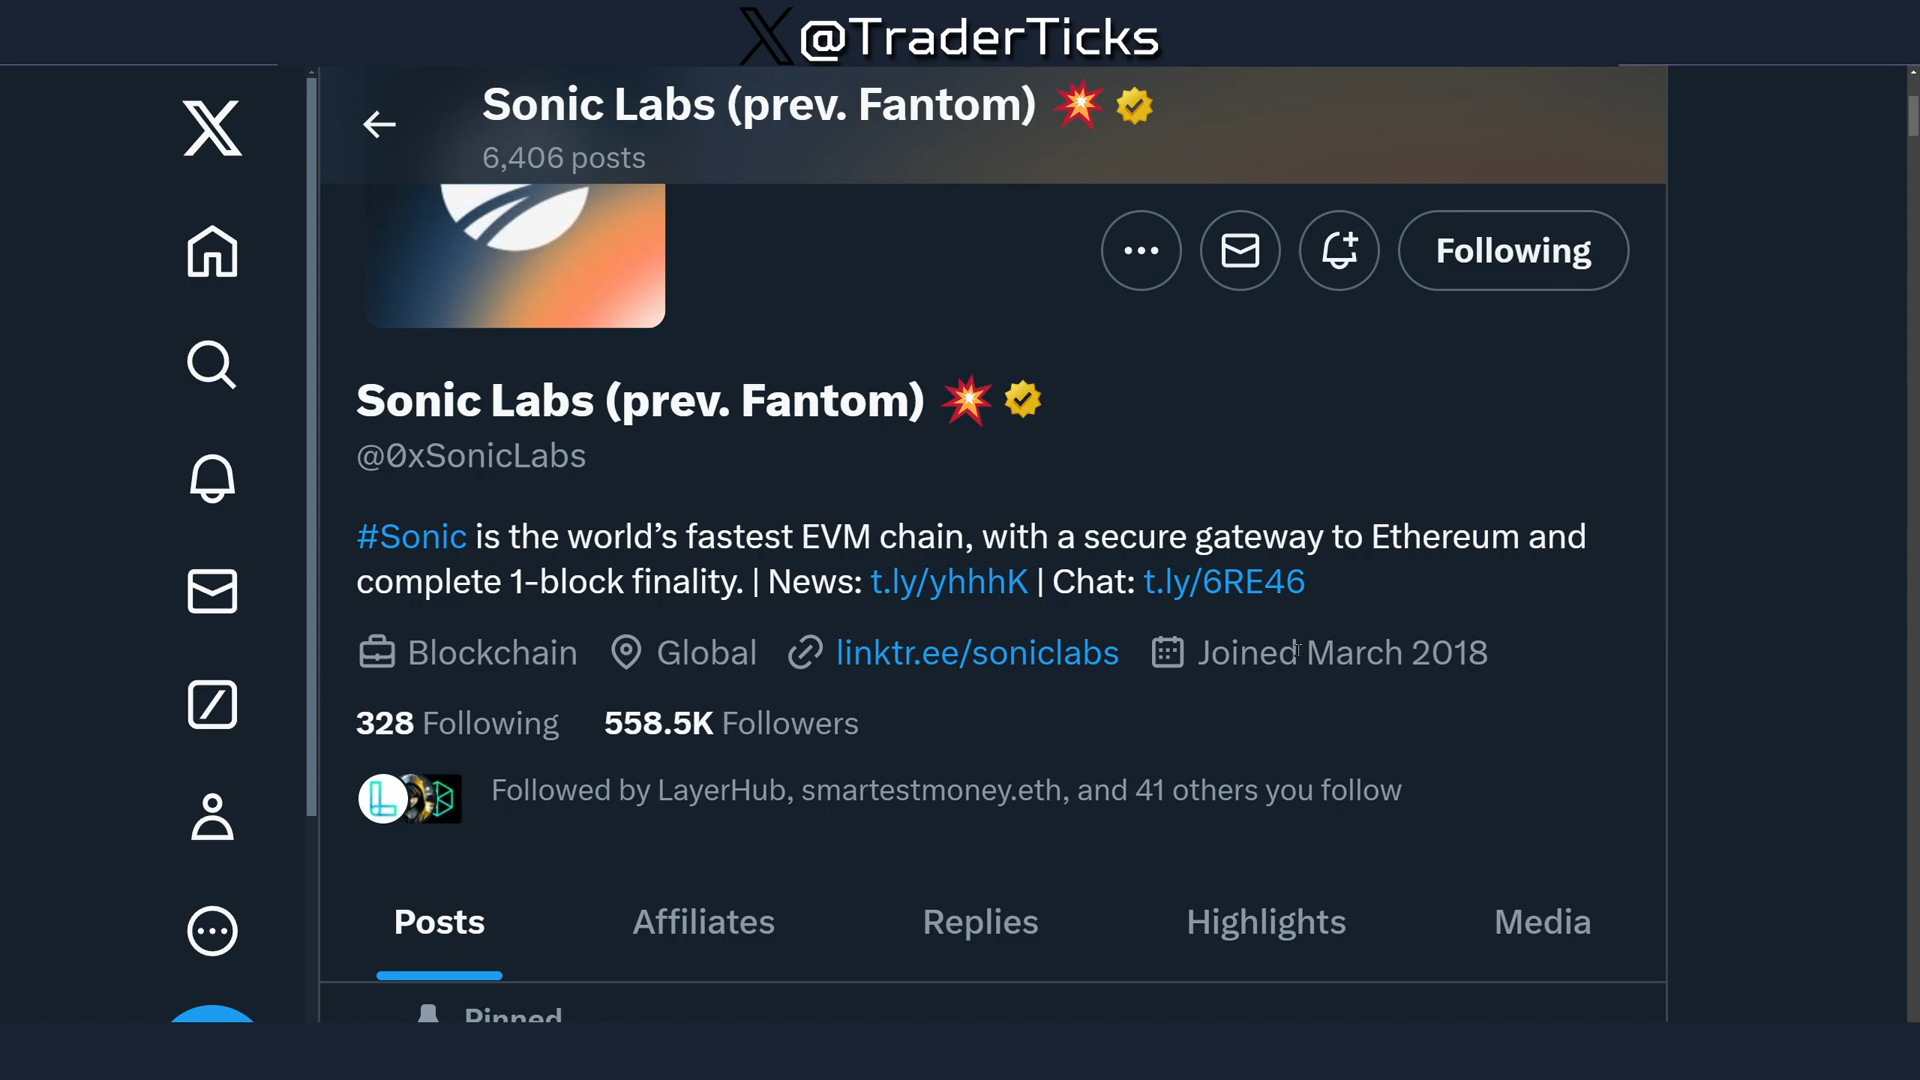 @TraderTicks
Sonic Labs (prev. Fantom) 💥
6,406 posts
Following
Sonic Labs (prev. Fantom) 💥
@0xSonicLabs
#Sonic is the world’s fastest EVM chain, with a secure gateway to Ethereum and
complete 1-block finality. | News: t.ly/yhhhK | Chat: t.ly/6RE46
Blockchain Global linktr.ee/soniclabs Joined March 2018
328 Following 558.5K Followers
Followed by LayerHub, smartestmoney.eth, and 41 others you follow
Posts Affiliates Replies Highlights Media
Pinned